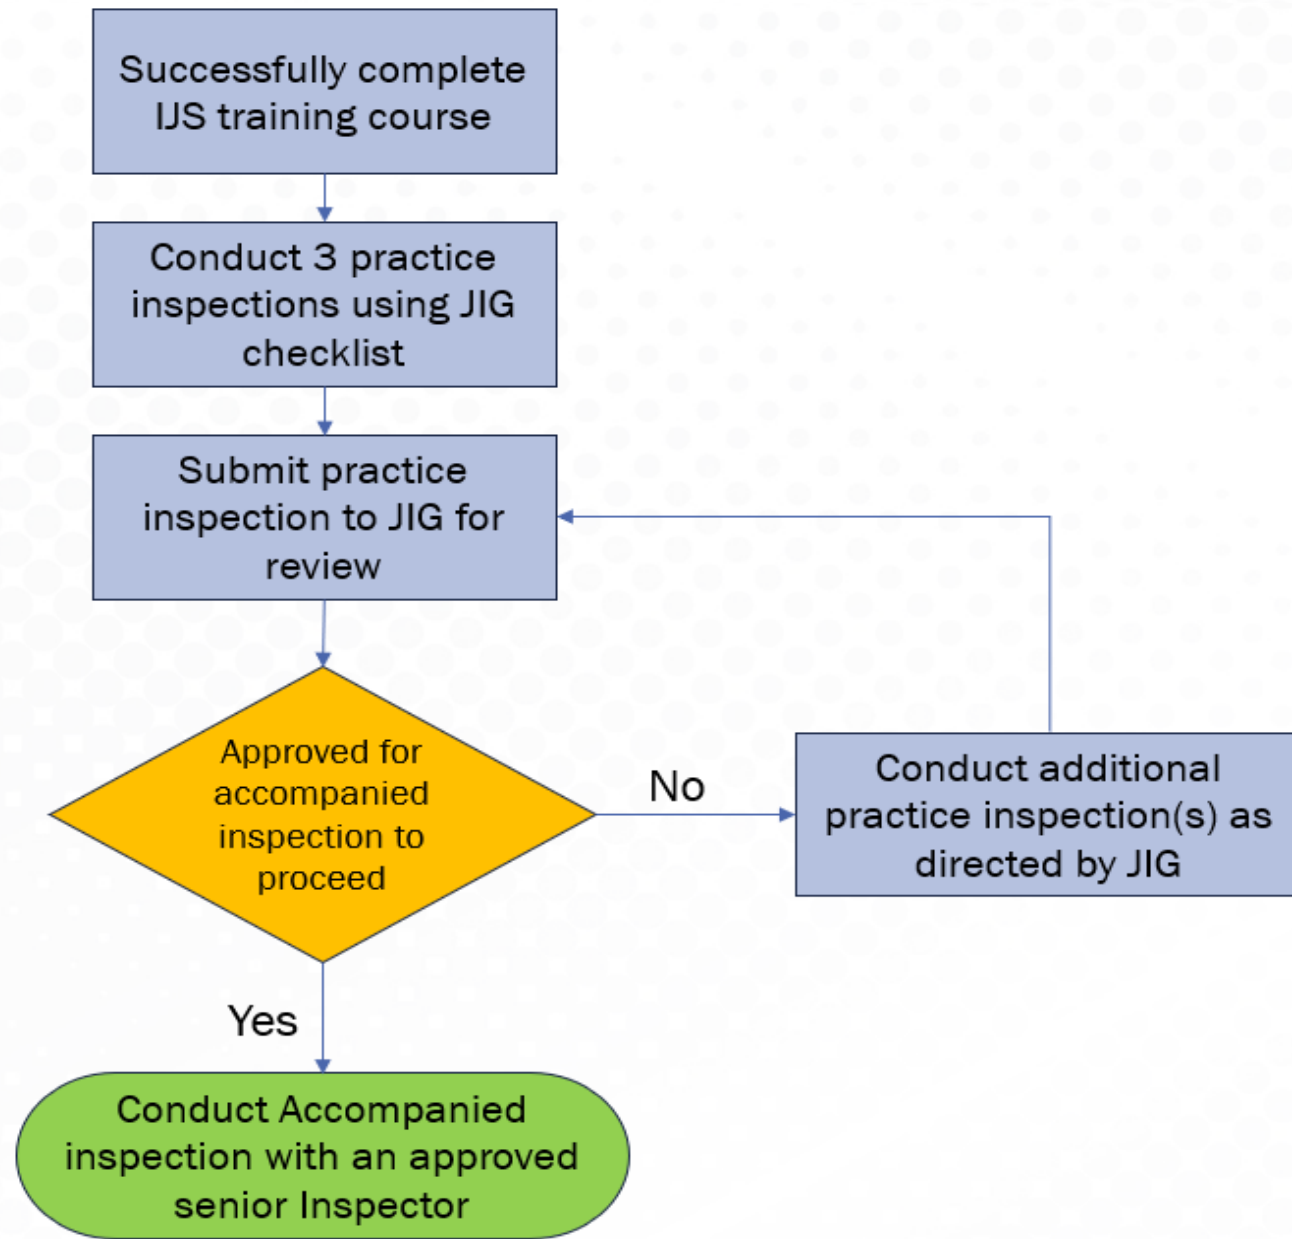 Successfully complete
IJS training course
Conduct 3 practice
inspections using JIG
checklist
Submit practice
inspection to JIG for
review
Approved for
accompanied
inspection to
proceed
No
Conduct additional
practice inspection(s) as
directed by JIG
Yes
Conduct Accompanied
inspection with an approved
senior Inspector